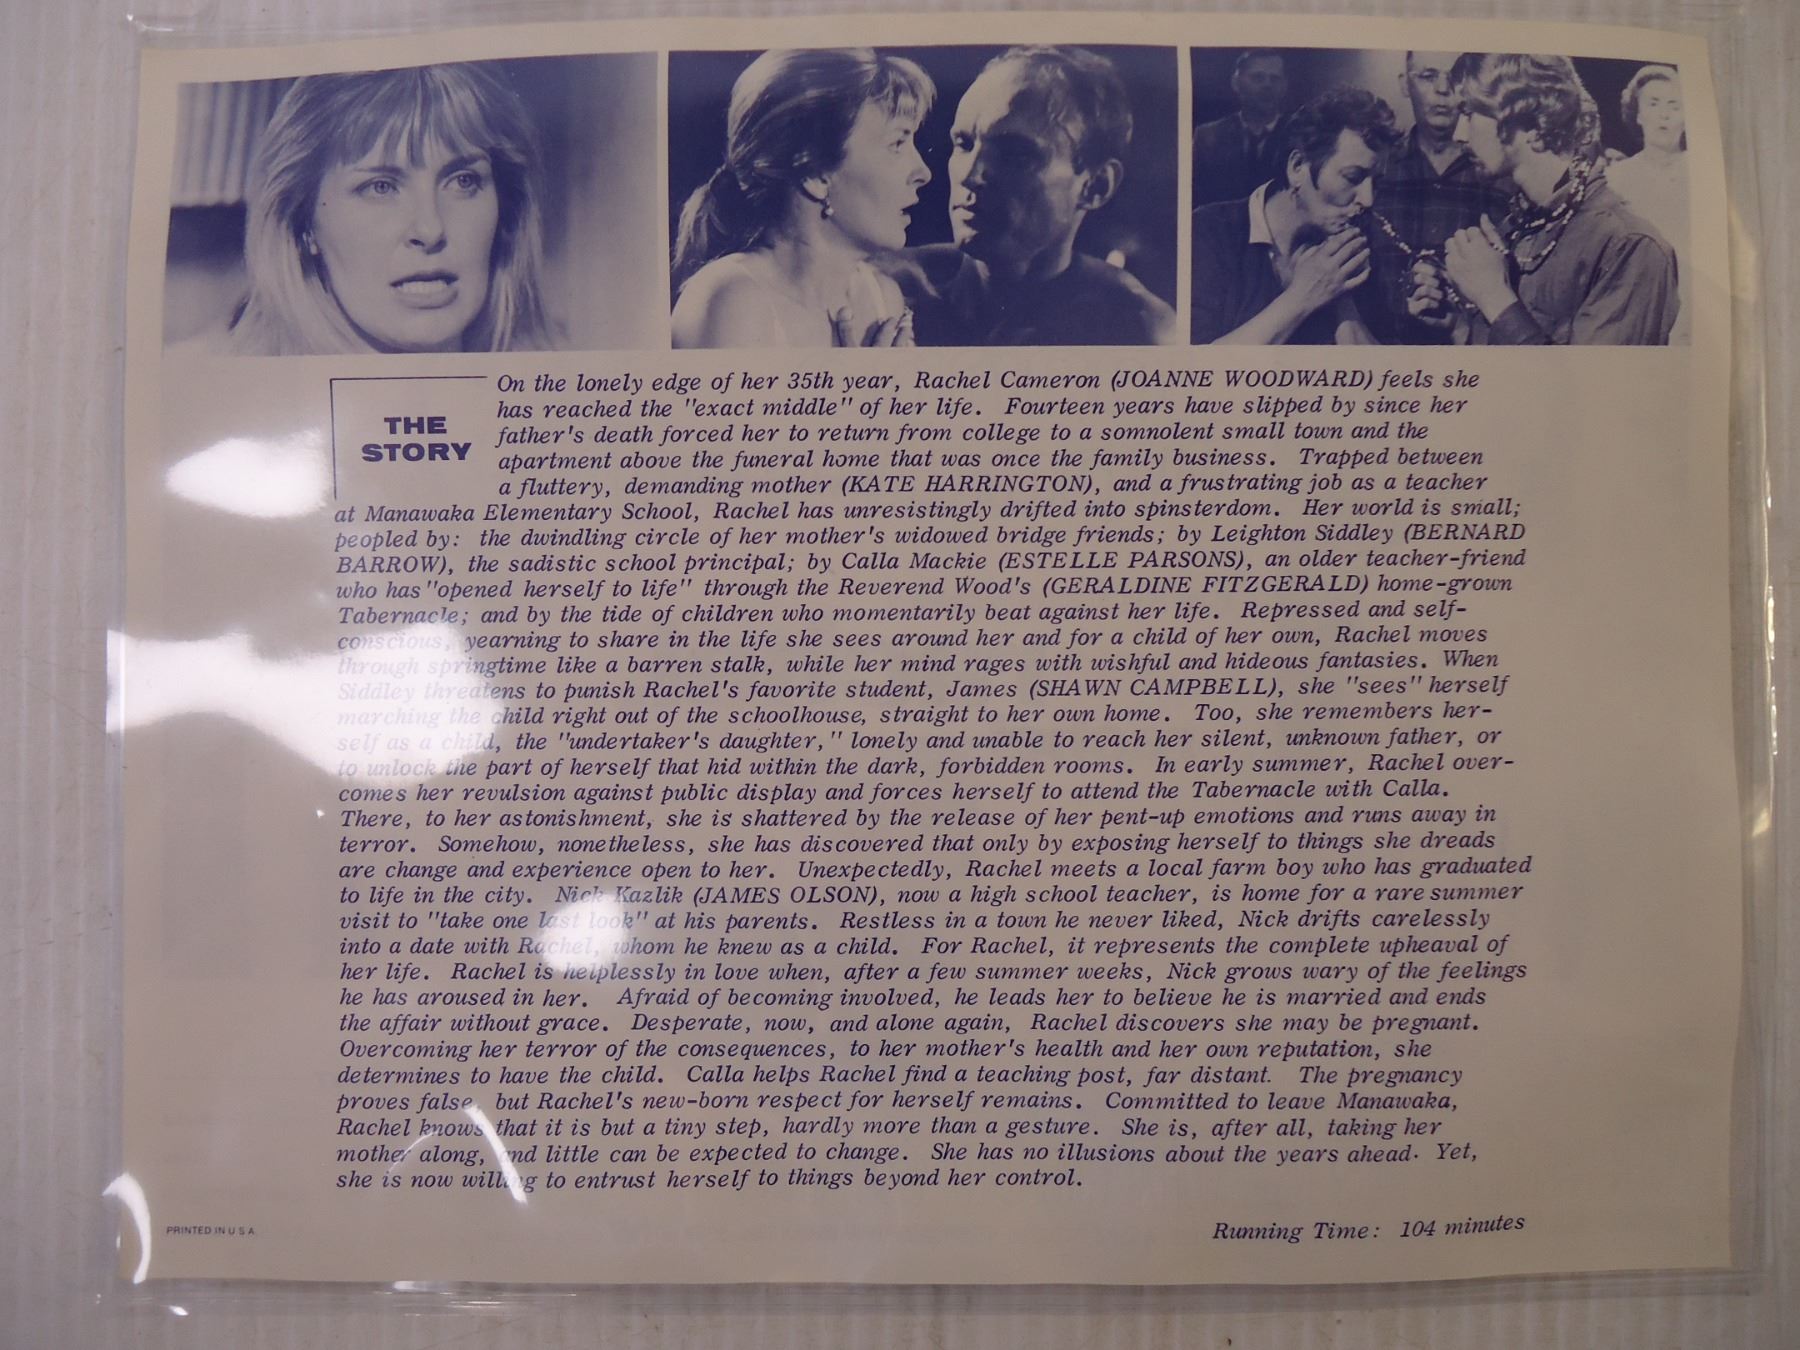 THE
STORY
On the lonely edge of her 35th year, Rachel Cameron (JOANNE WOODWARD) feels she
has reached the "exact middle" of her life. Fourteen years have slipped by since her
father's death forced her to return from college to a somnolent small town and the
apartment above the funeral home that was once the family business. Trapped between
a fluttery, demanding mother (KATE HARRINGTON), and a frustrating job as a teacher
at Manawaka Elementary School, Rachel has unresistingly drifted into spinsterdom. Her world is small;
peopled by: the dwindling circle of her mother's widowed bridge friends; by Leighton Siddley (BERNARD
BARROW), the sadistic school principal; by Calla Mackie (ESTELLE PARSONS), an older teacher-friend
who has "opened herself to life" through the Reverend Wood's (GERALDINE FITZGERALD) home-grown
Tabernacle; and by the tide of children who momentarily beat against her life. Repressed and self-
conscious, yearning to share in the life she sees around her and for a child of her own, Rachel moves
through springtime like a barren stalk, while her mind rages with wishful and hideous fantasies. When
Siddley threatens to punish Rachel's favorite student, James (SHAWN CAMPBELL), she "sees" herself
marching the child right out of the schoolhouse, straight to her own home. Too, she remembers her-
self as a child, the "undertaker's daughter," lonely and unable to reach her silent, unknown father, or
to unlock the part of herself that hid within the dark, forbidden rooms. In early summer, Rachel over-
comes her revulsion against public display and forces herself to attend the Tabernacle with Calla.
There, to her astonishment, she is shattered by the release of her pent-up emotions and runs away in
terror. Somehow, nonetheless, she has discovered that only by exposing herself to things she dreads
are change and experience open to her. Unexpectedly, Rachel meets a local farm boy who has graduated
to life in the city. Nick Kazlik (JAMES OLSON), now a high school teacher, is home for a rare summer
visit to "take one last look" at his parents. Restless in a town he never liked, Nick drifts carelessly
into a date with Rachel, whom he knew as a child. For Rachel, it represents the complete upheaval of
her life. Rachel is helplessly in love when, after a few summer weeks, Nick grows wary of the feelings
he has aroused in her. Afraid of becoming involved, he leads her to believe he is married and ends
the affair without grace. Desperate, now, and alone again, Rachel discovers she may be pregnant.
Overcoming her terror of the consequences, to her mother's health and her own reputation, she
determines to have the child. Calla helps Rachel find a teaching post, far distant. The pregnancy
proves false, but Rachel's new-born respect for herself remains. Committed to leave Manawaka,
Rachel knows that it is but a tiny step, hardly more than a gesture. She is, after all, taking her
mother along, and little can be expected to change. She has no illusions about the years ahead. Yet,
she is now willing to entrust herself to things beyond her control.
PRINTED IN U S A
Running Time: 104 minutes